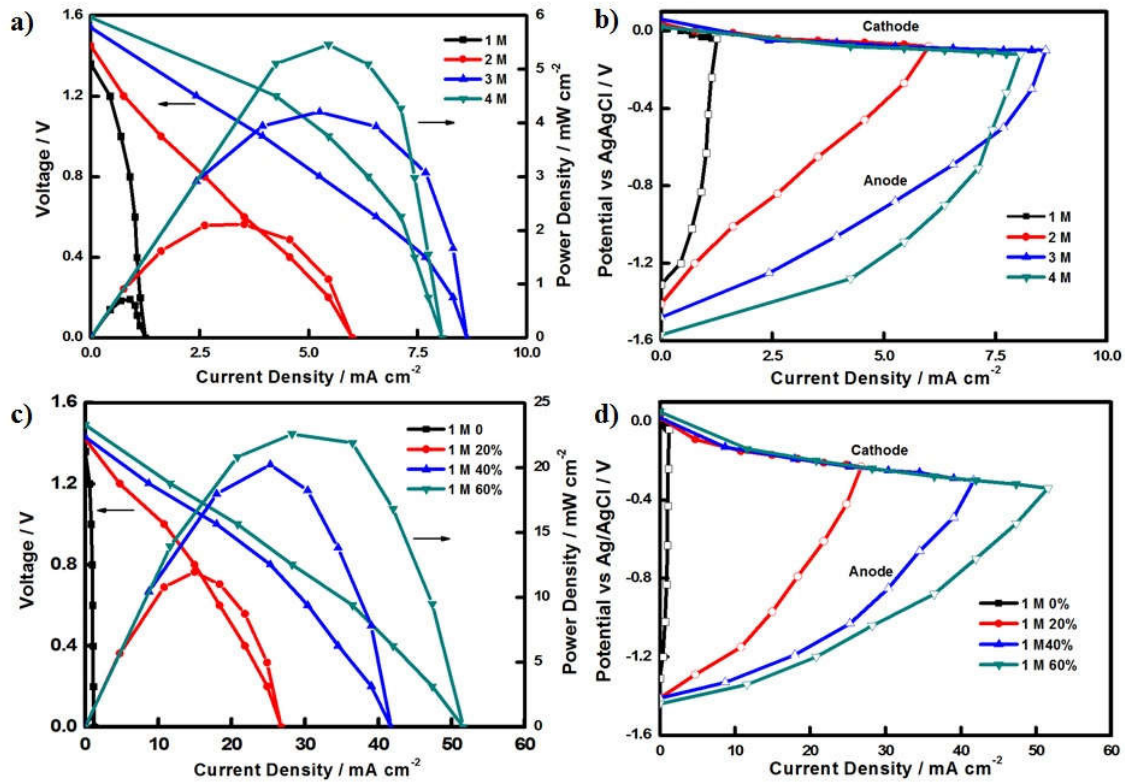 a)
1.6
1.2
0.8
0.4
0.0
Voltage / V
0.0
2.5
5.0
7.5
10.0
Current Density / mA cm-2
6
5
4
3
2
1
0
Power Density / mW cm-2
1 M
2 M
3 M
4 M
b)
0.0
-0.4
-0.8
-1.2
-1.6
Potential vs AgAgCl / V
0.0
2.5
5.0
7.5
10.0
Current Density / mA cm-2
Cathode
Anode
1 M
2 M
3 M
4 M
c)
1.6
1.2
0.8
0.4
0.0
Voltage / V
0
10
20
30
40
50
60
Current Density / mA cm-2
25
20
15
10
5
0
Power Density / mW cm-2
1 M 0
1 M 20%
1 M 40%
1 M 60%
d)
0.0
-0.4
-0.8
-1.2
-1.6
Potential vs Ag/AgCl / V
0
10
20
30
40
50
60
Current Density / mA cm-2
Cathode
Anode
1 M 0%
1 M 20%
1 M40%
1 M 60%